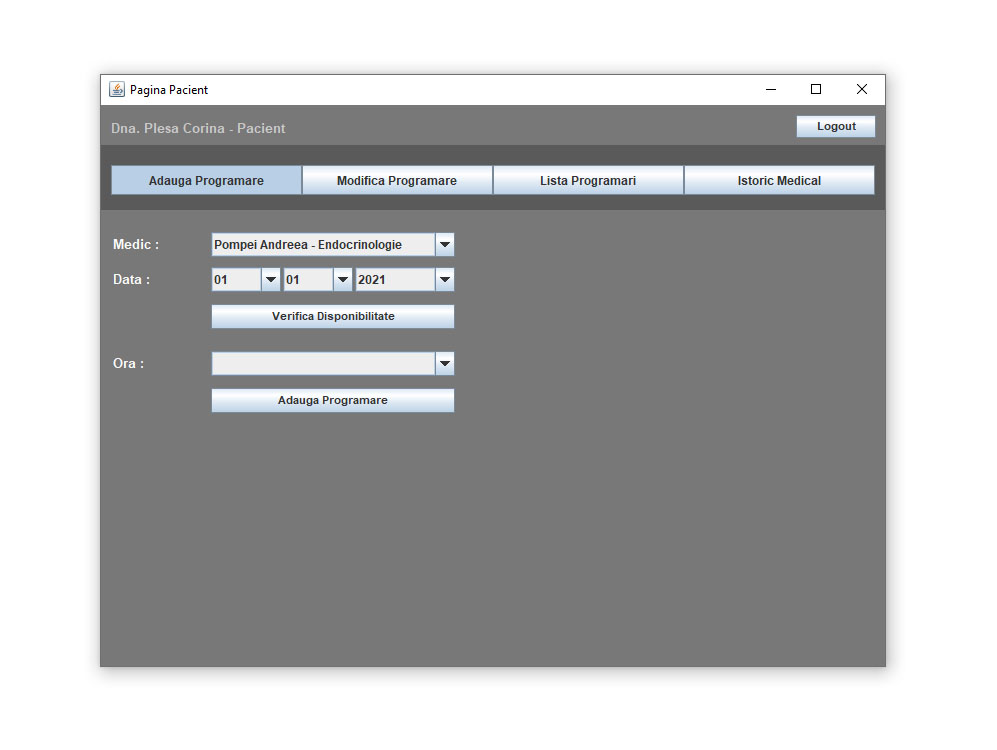 Pagina Pacient
Dna. Plesa Corina - Pacient
Logout
Adauga Programare Modifica Programare Lista Programari Istoric Medical
Medic : Pompei Andreea - Endocrinologie
Data : 01 01 2021
Verifica Disponibilitate
Ora :
Adauga Programare